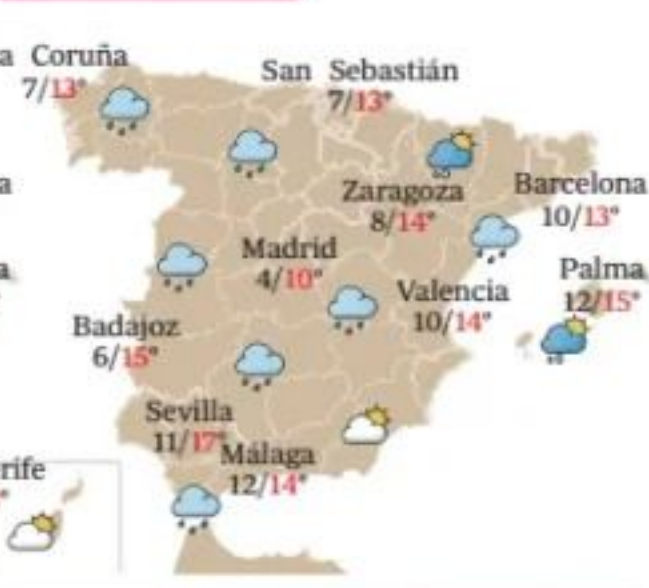 a Coruña
7/13°
San Sebastián
7/13°
a
Zaragoza
8/14°
Barcelona
10/13°
Madrid
4/10°
a
Palma
12/15°
Valencia
10/14°
Badajoz
6/15°
Sevilla
11/17°
Málaga
12/14°
rife